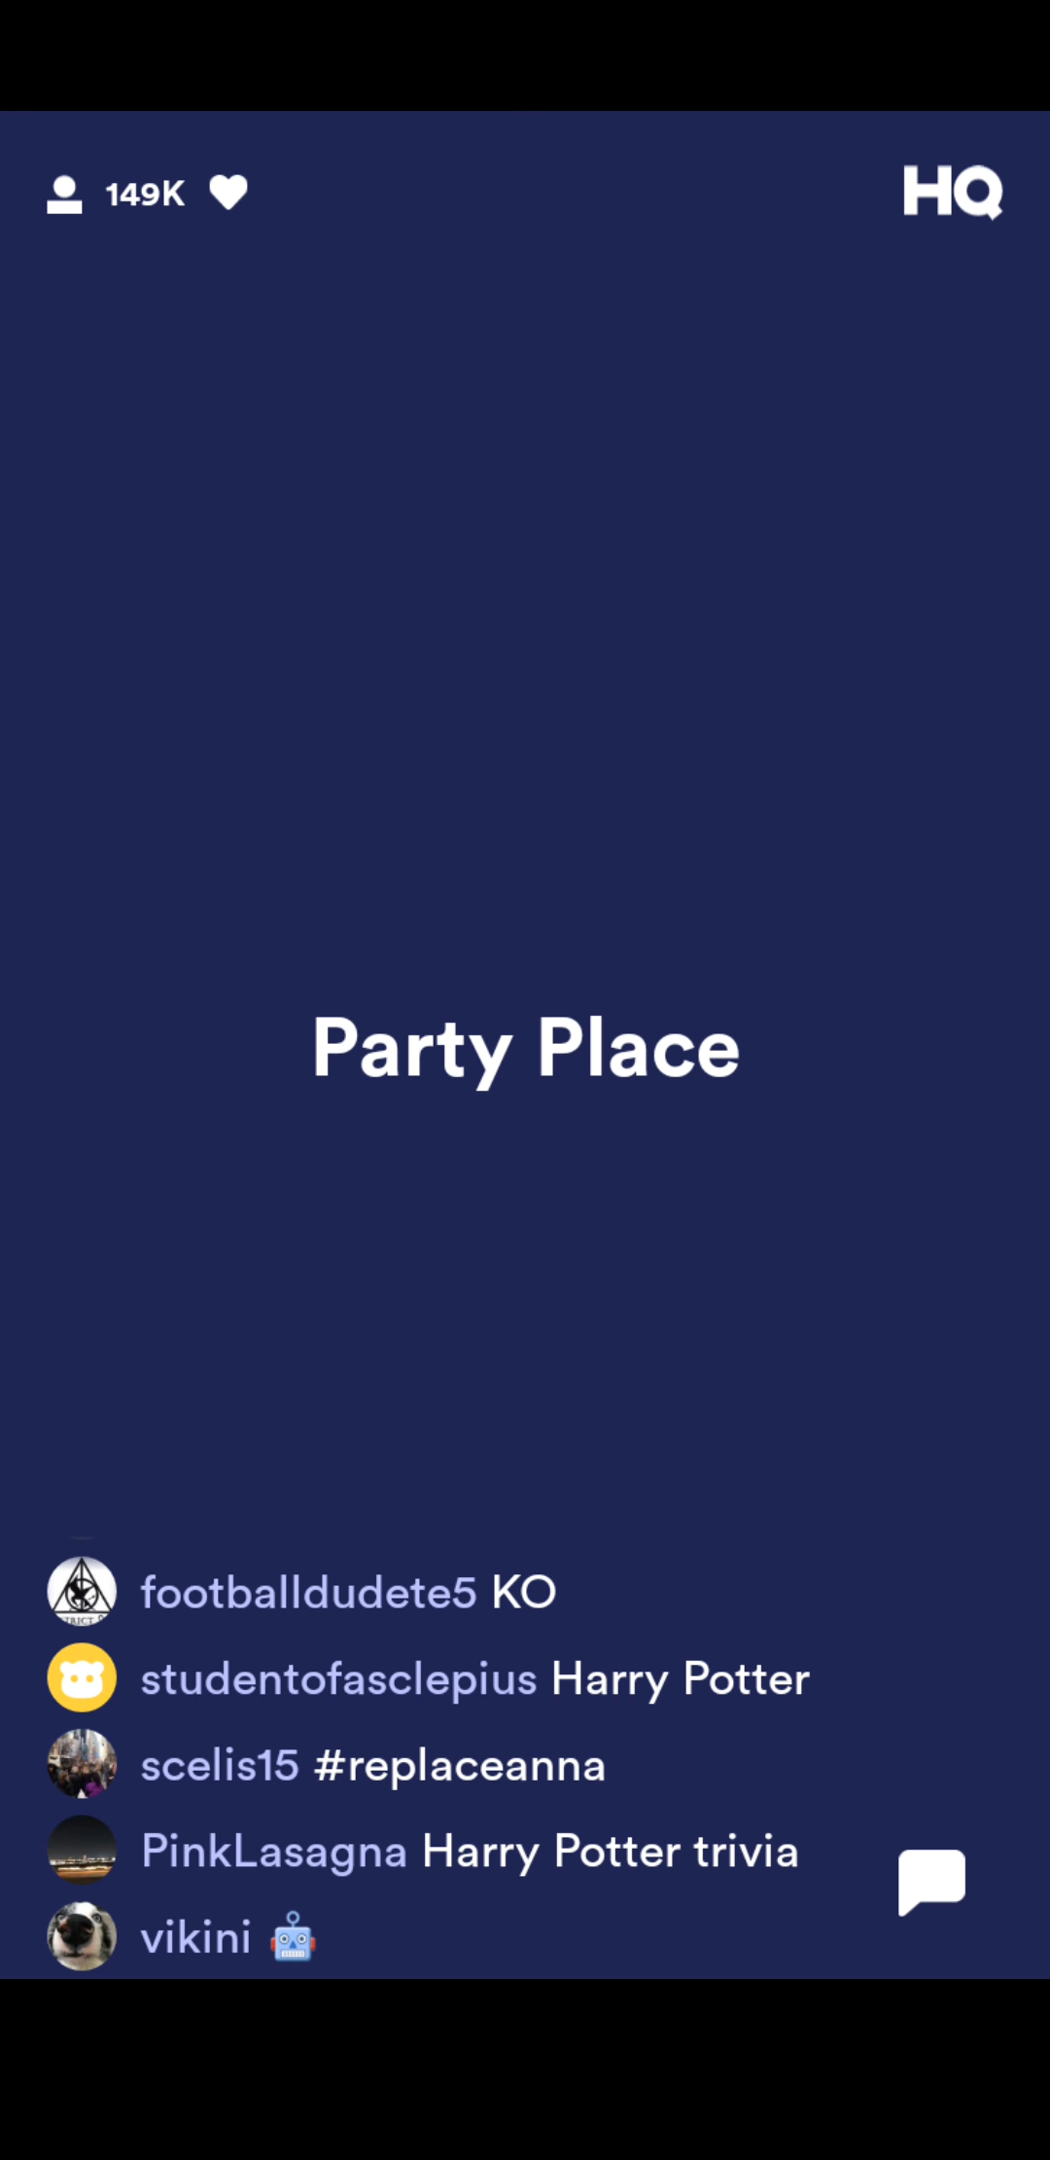 149K HQ
Party Place
footballdudete5 KO
studentofasclepius Harry Potter
scelis15 #replaceanna
PinkLasagna Harry Potter trivia
vikini 🤖